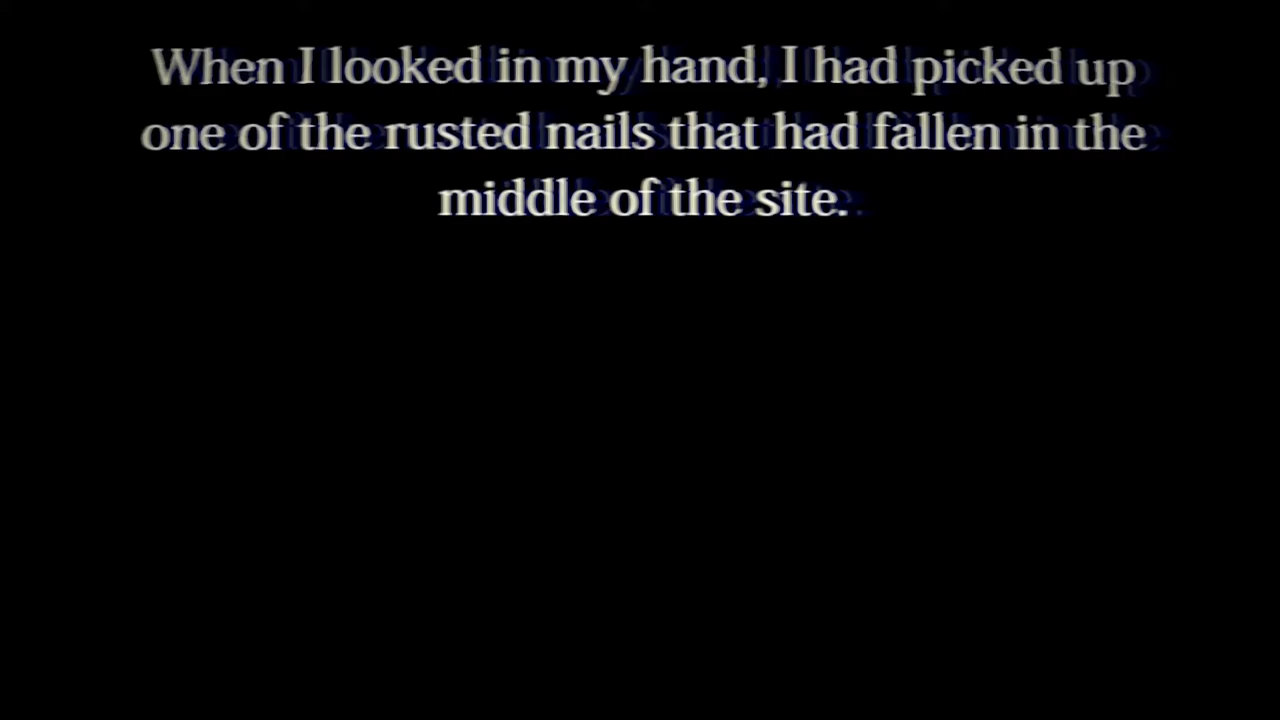 When I looked in my hand, I had picked up
one of the rusted nails that had fallen in the
middle of the site.